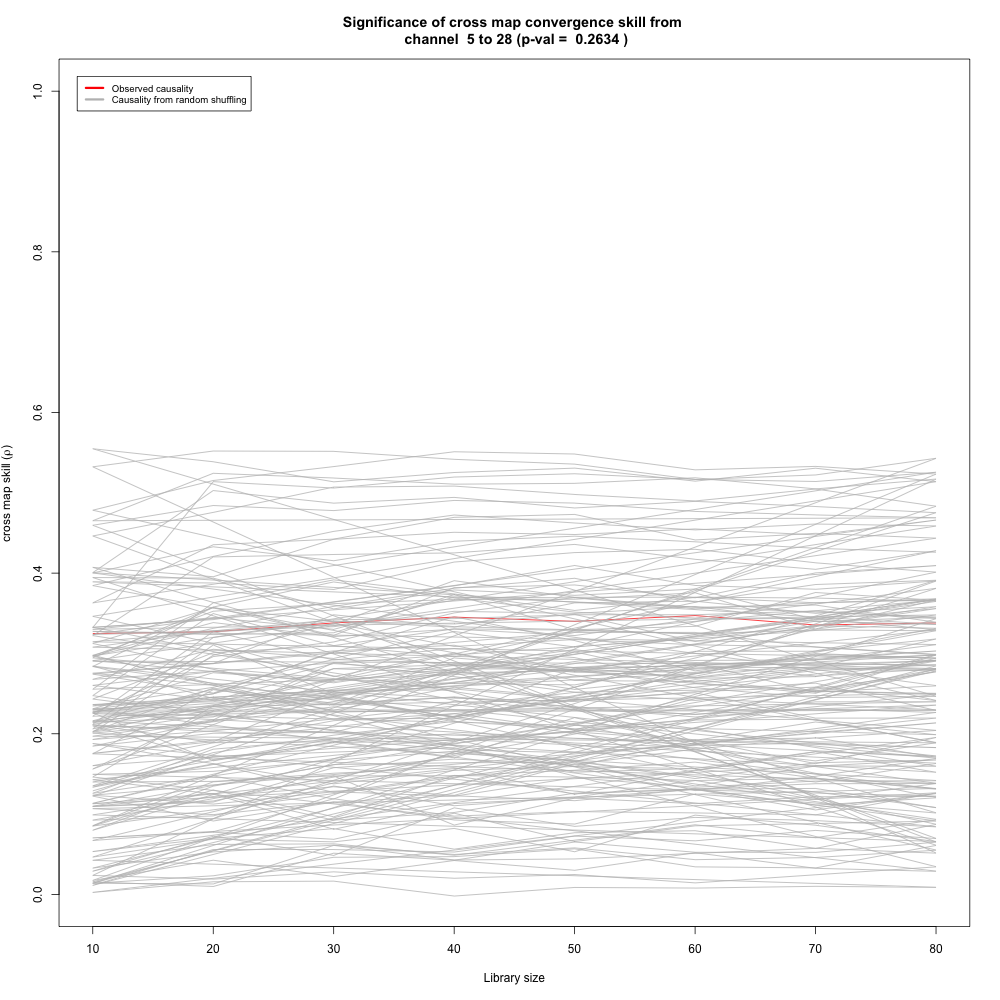 Significance of cross map convergence skill from
channel  5 to 28 (p-val =  0.2634 )
Observed causality
Causality from random shuffling
1.0
0.8
0.6
0.4
0.2
0.0
cross map skill (ρ)
10 20 30 40 50 60 70 80
Library size